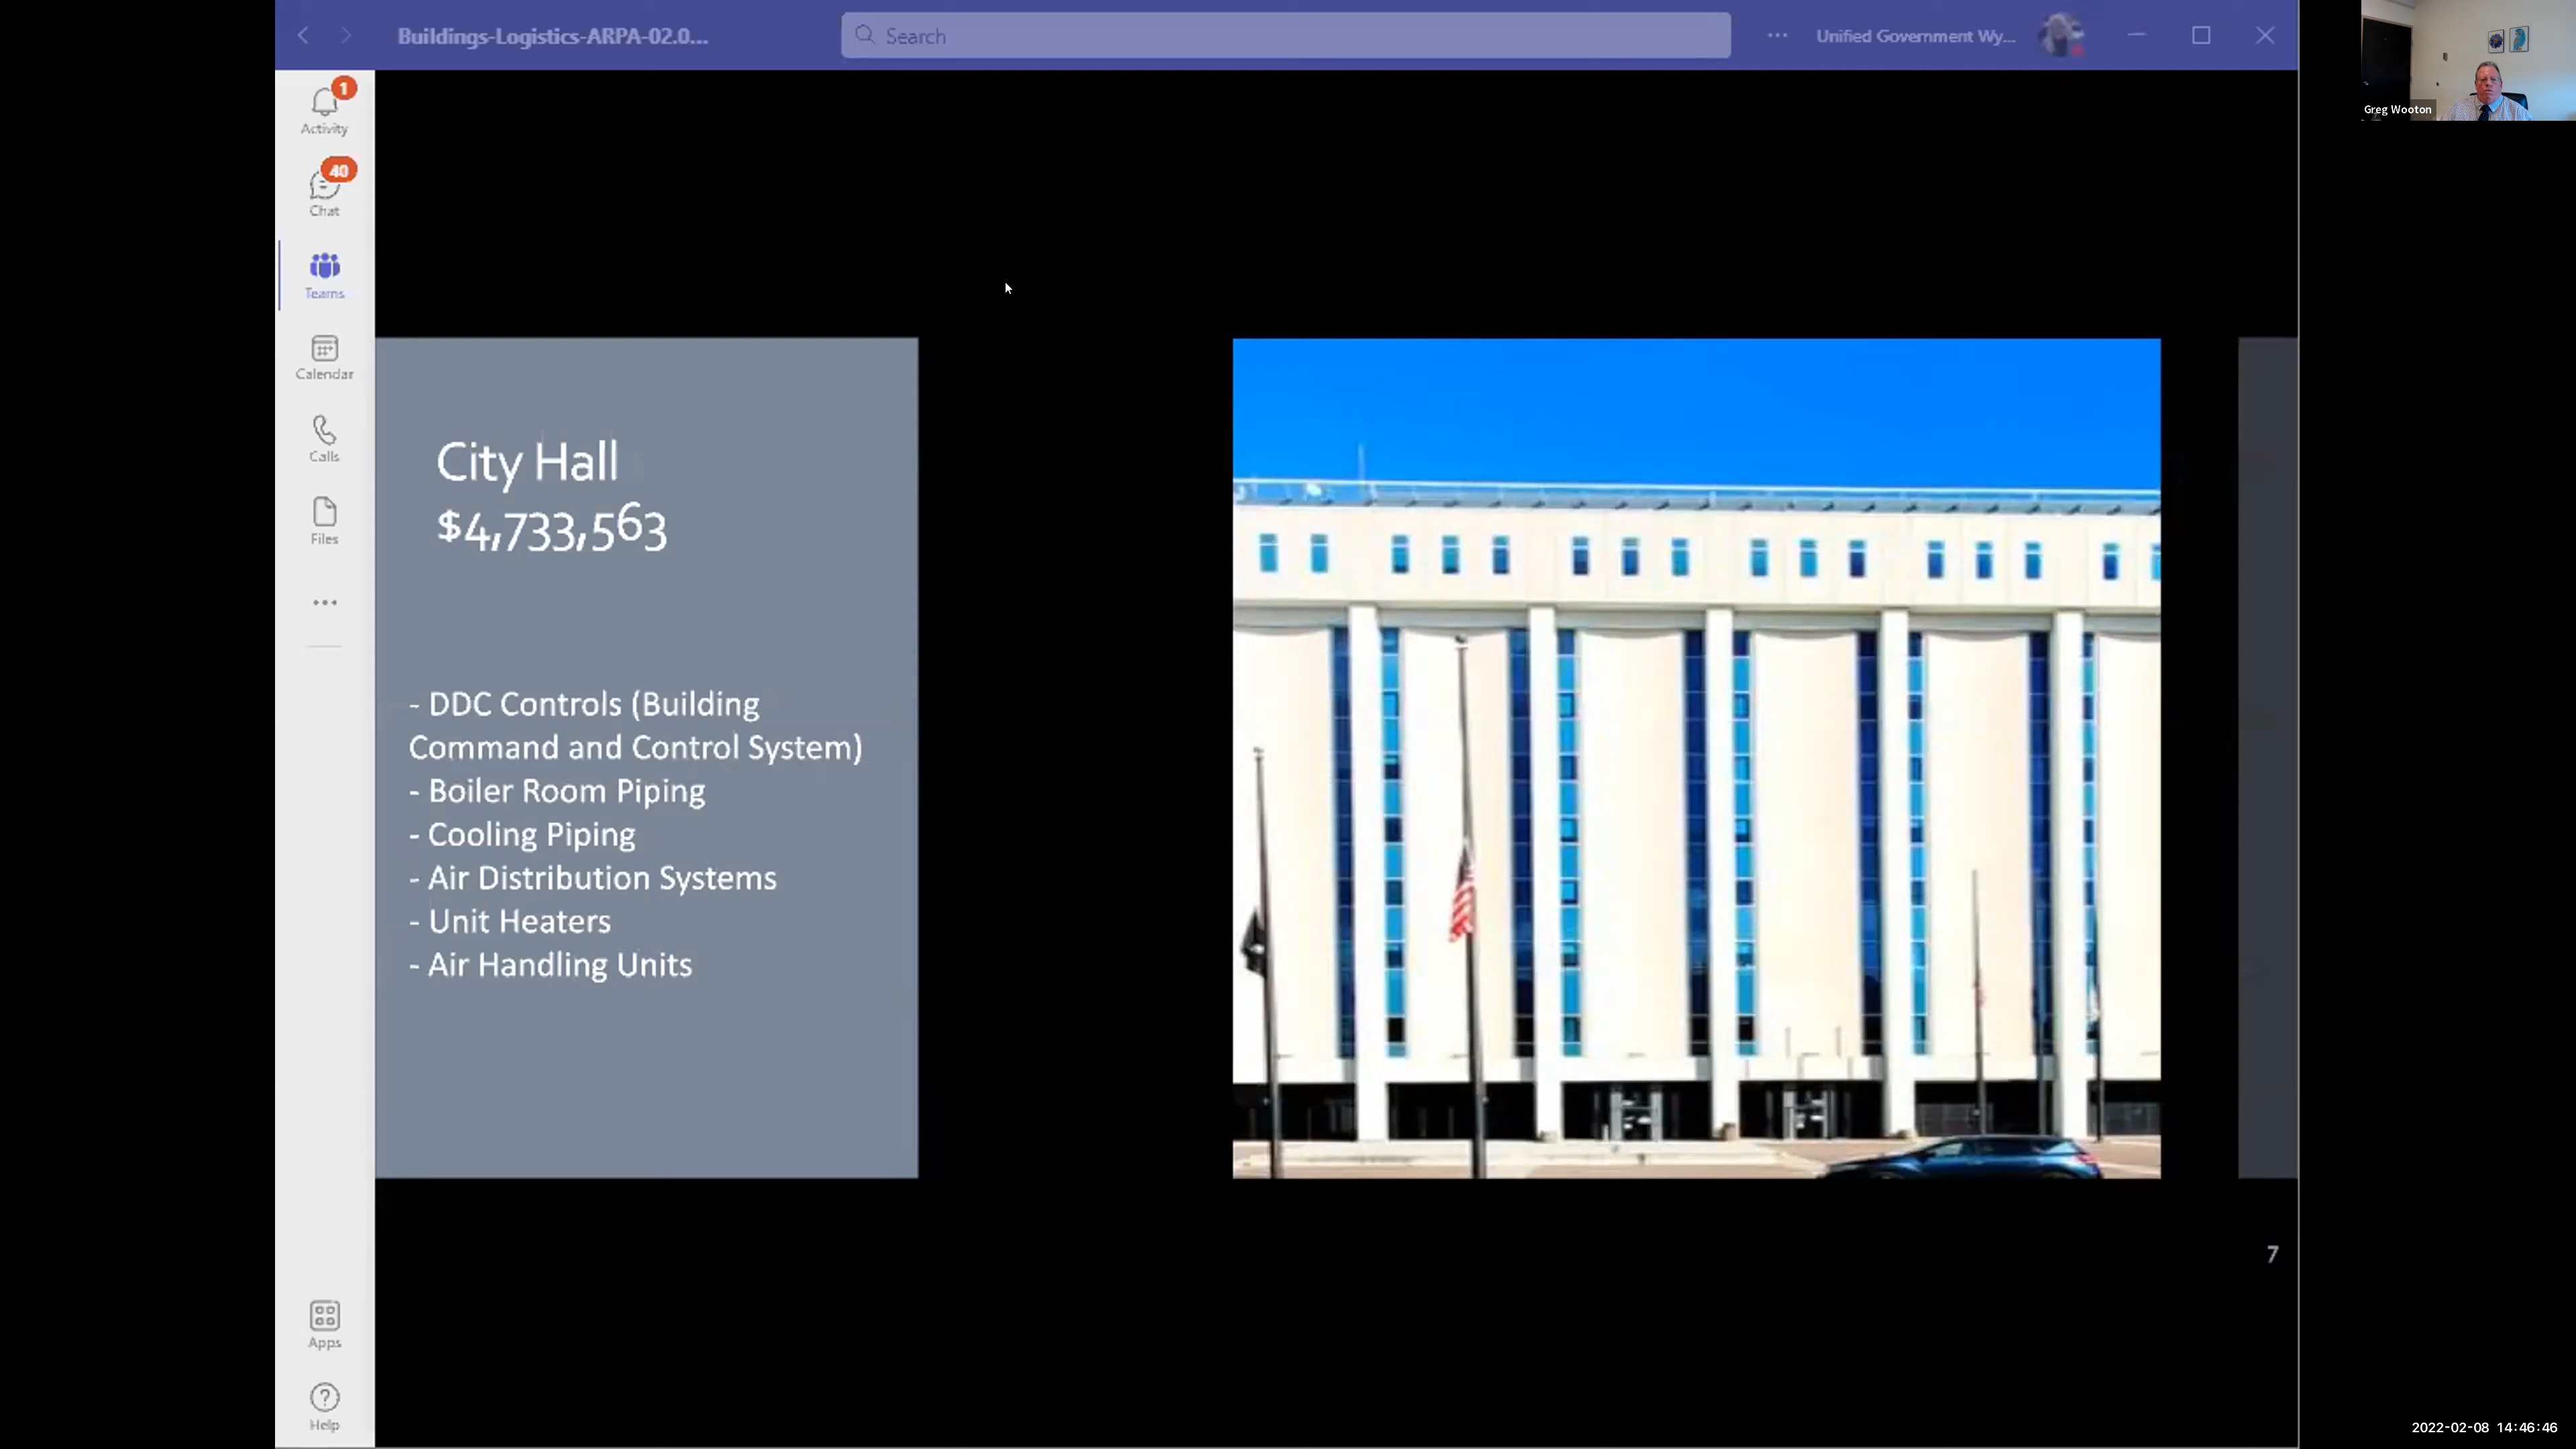 Buildings-Logistics-ARPA-02.0...
Search
Unified Government Wy...
Greg Wooton
1
Activity
40
Chat
Teams
Calendar
Calls
Files
City Hall
$4,733,563
- DDC Controls (Building
Command and Control System)
- Boiler Room Piping
- Cooling Piping
- Air Distribution Systems
- Unit Heaters
- Air Handling Units
7
Apps
Help
2022-02-08 14:46:46